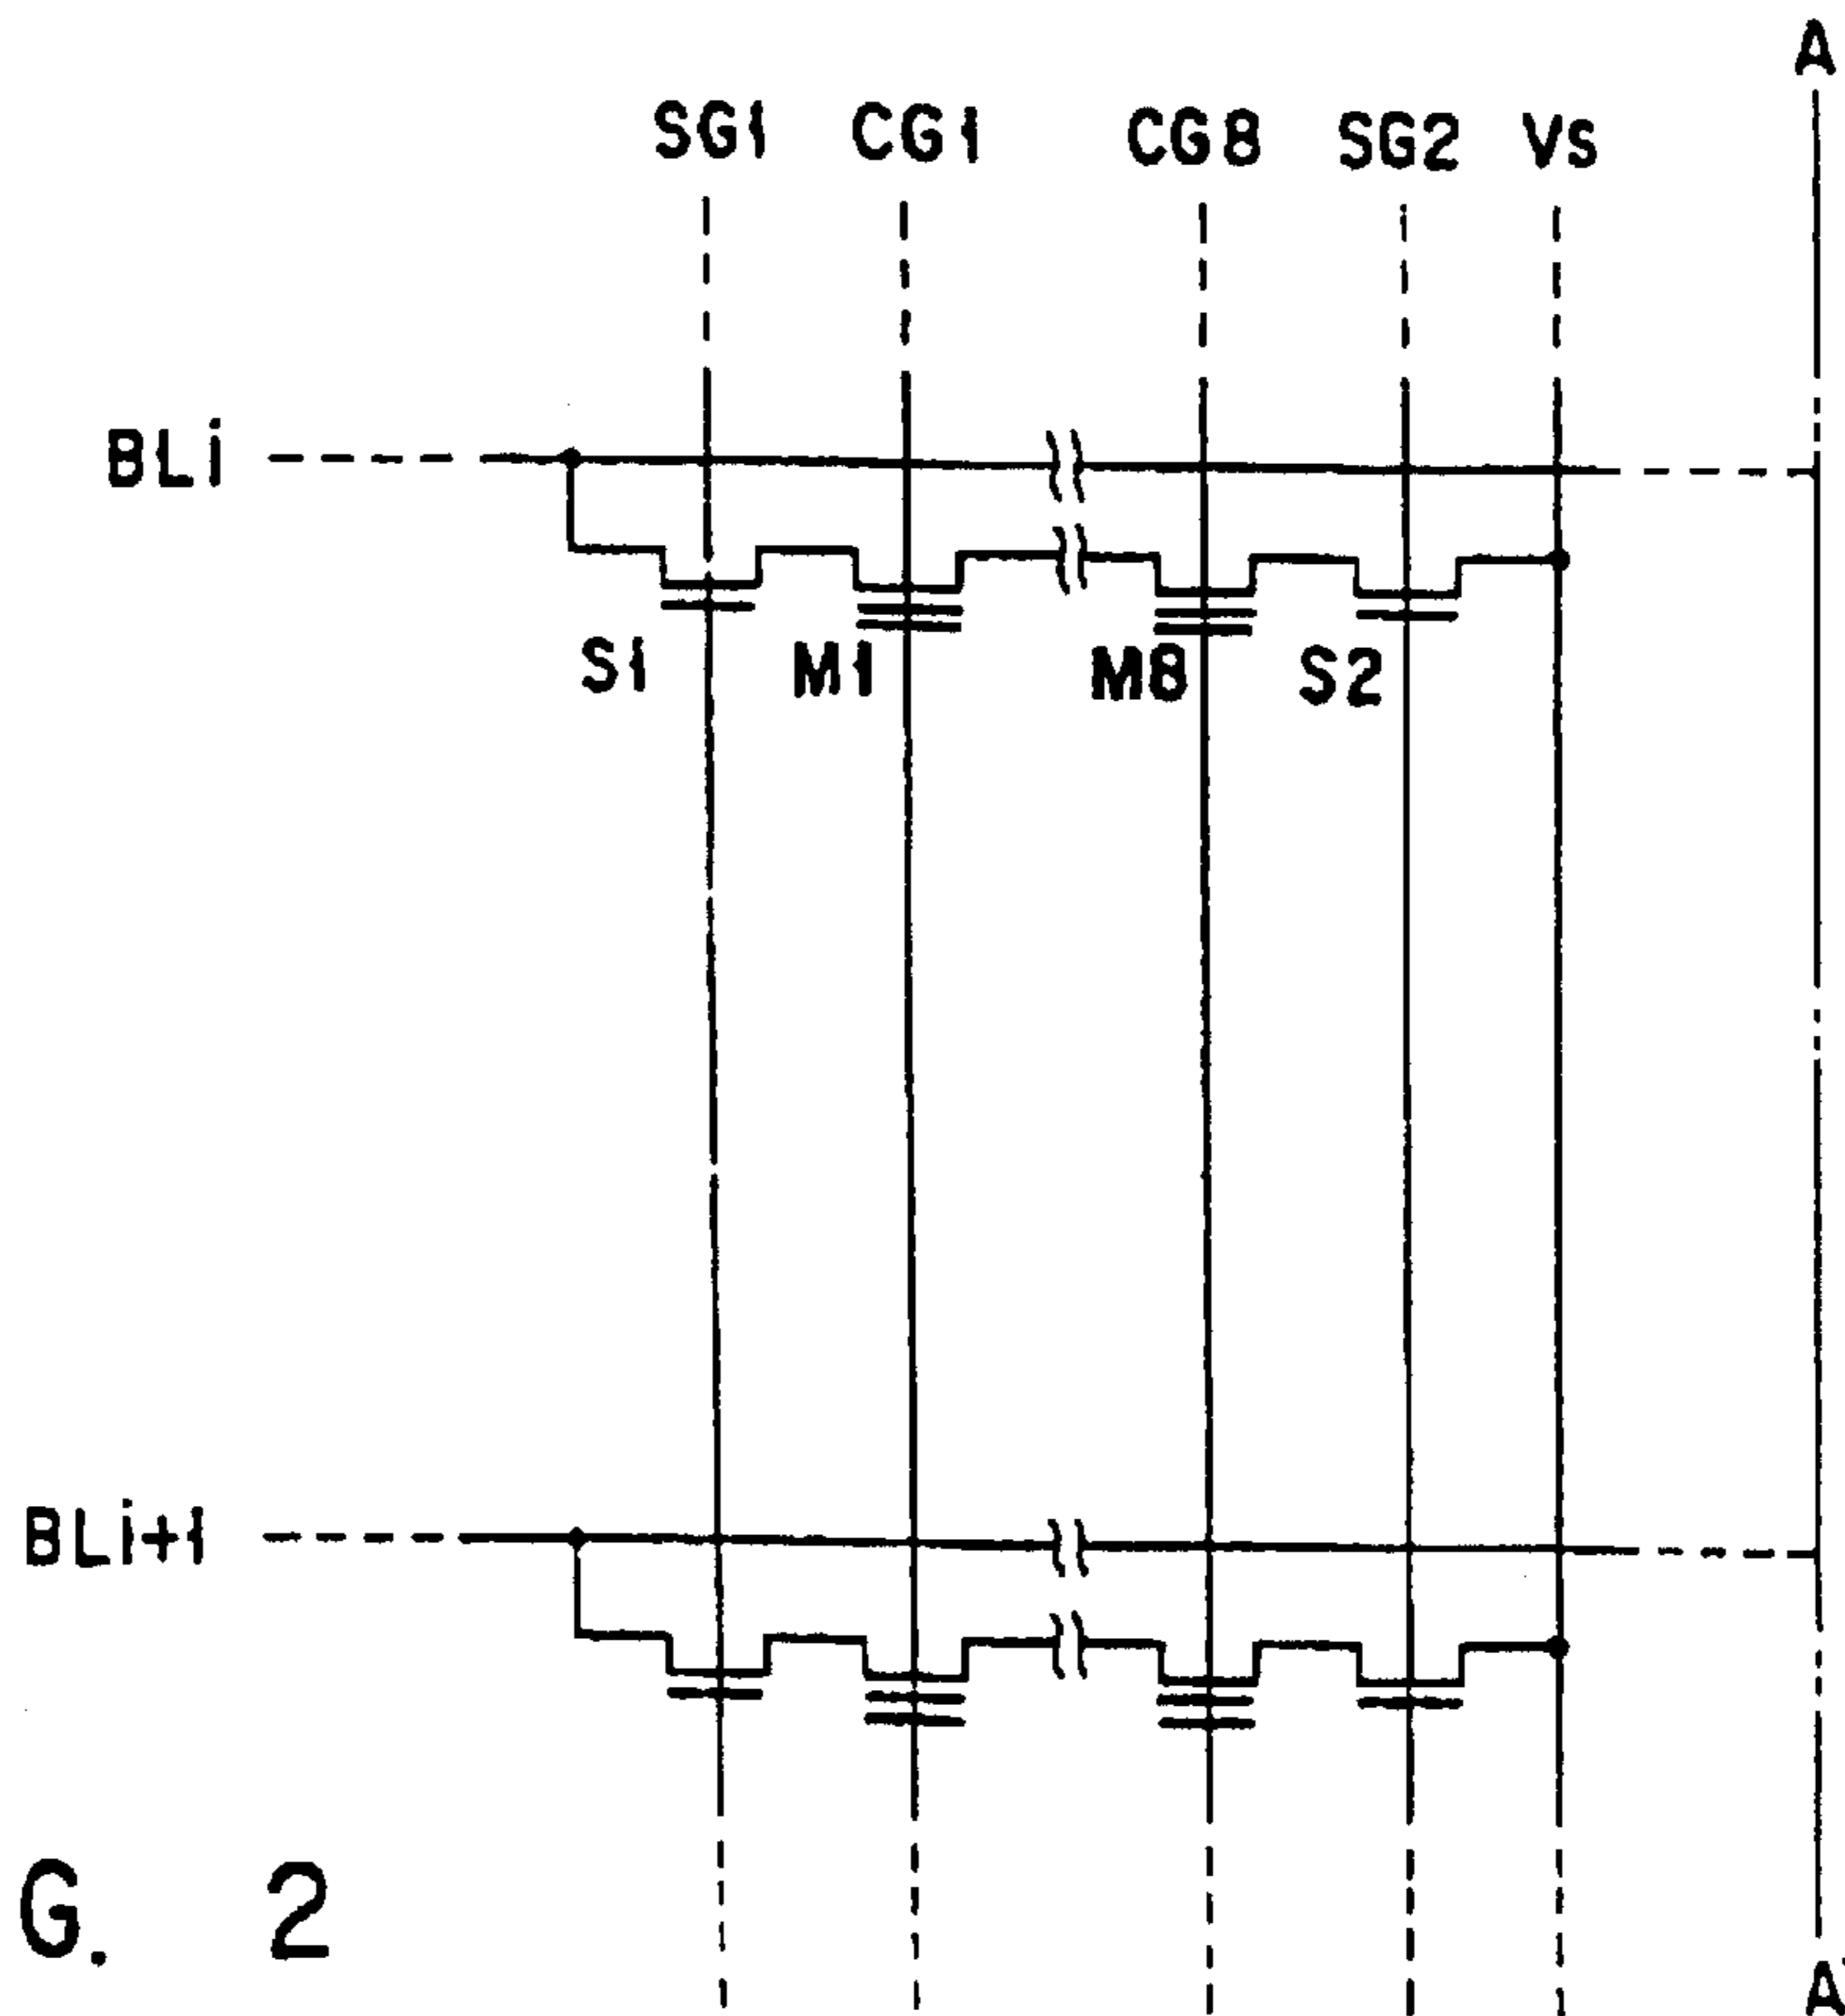 A
SG1 CG1 CG8 SG2 Vs
BLi
S1 M1 M8 S2
BLi+1
G. 2
A'